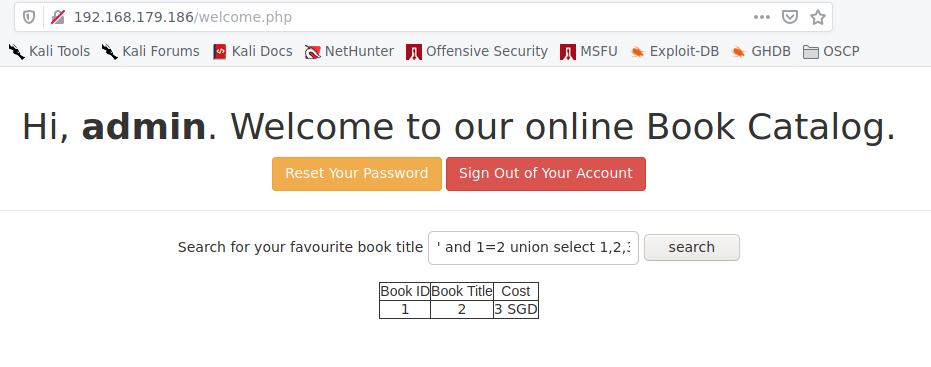 192.168.179.186/welcome.php
Kali Tools Kali Forums Kali Docs NetHunter Offensive Security MSFU Exploit-DB GHDB OSCP
Hi, admin. Welcome to our online Book Catalog.
Reset Your Password Sign Out of Your Account
Search for your favourite book title ' and 1=2 union select 1,2,3 search
Book ID Book Title Cost
1 2 3 SGD